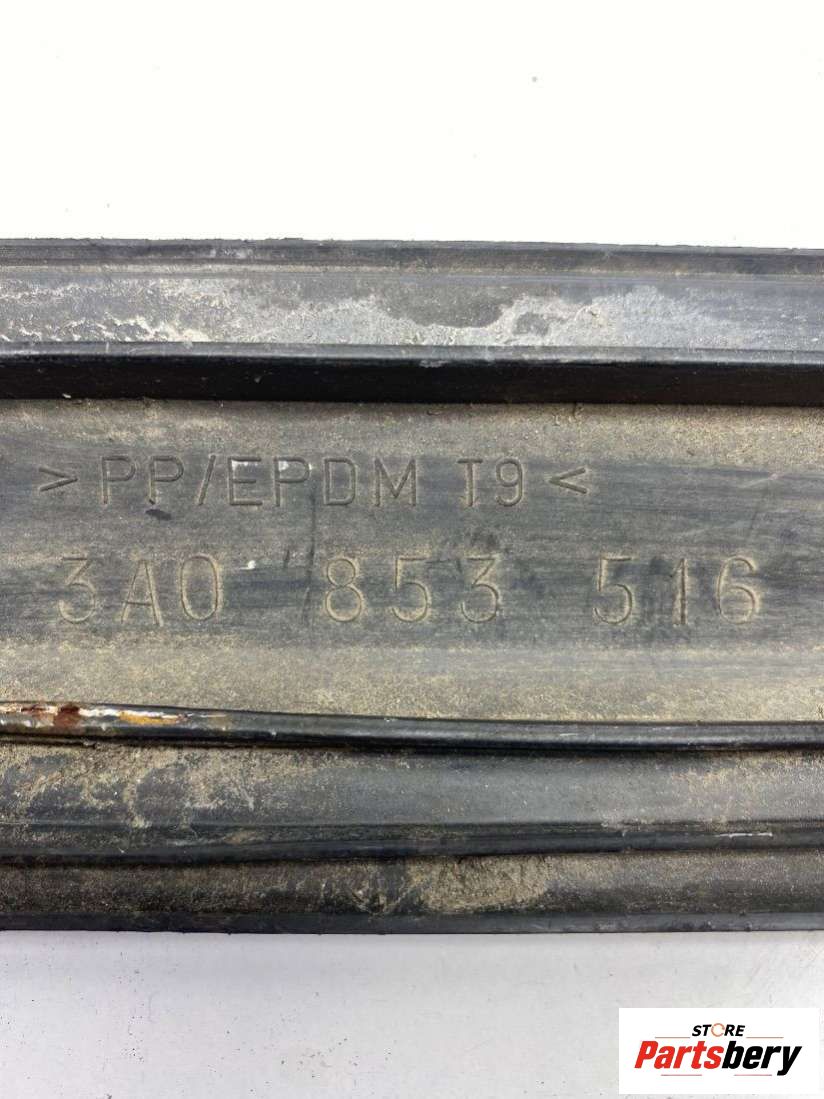 >PP/EPDM T9<
3A0 853 516
STORE
Partsbery